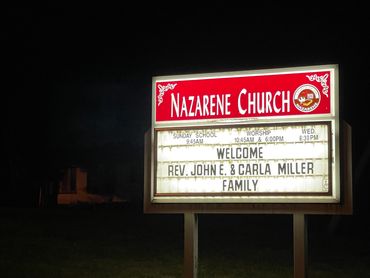 NAZARENE CHURCH
SUNDAY SCHOOL WORSHIP WED
9:45AM 10:45AM & 6:00PM 6:31PM
WELCOME
REV. JOHN E. & CARLA MILLER
FAMILY